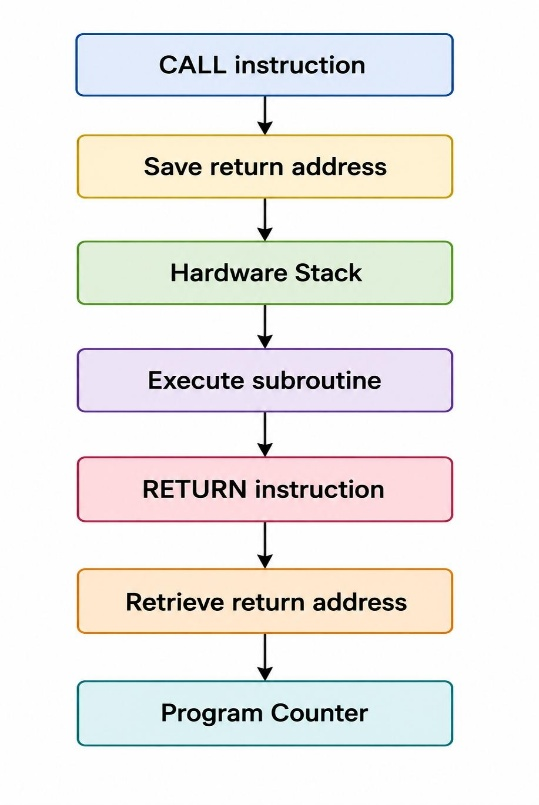 CALL instruction
Save return address
Hardware Stack
Execute subroutine
RETURN instruction
Retrieve return address
Program Counter